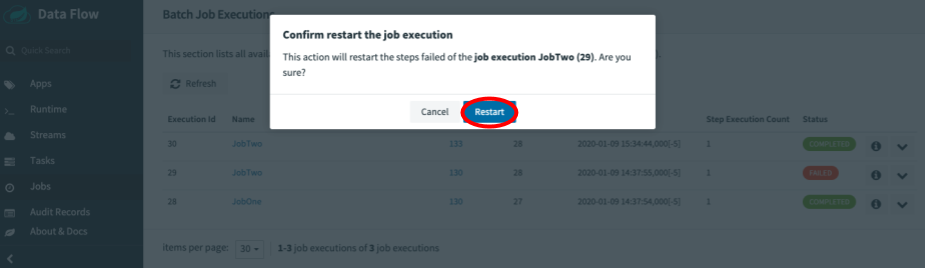 Data Flow
Batch Job Executions
Confirm restart the job execution
This action will restart the steps failed of the job execution JobTwo (29). Are you
sure?
Cancel Restart
Quick Search
This section lists all avail
Refresh
Apps
Runtime
Streams
Tasks
Jobs
Audit Records
About & Docs
Execution Id Name Step Execution Count Status
30 JobTwo 133 28 2020-01-09 15:34:44,000[-5] 1 COMPLETED
29 JobTwo 130 28 2020-01-09 14:37:55,000[-5] 1 FAILED
28 JobOne 130 27 2020-01-09 14:37:54,000[-5] 1 COMPLETED
items per page: 30 1-3 job executions of 3 job executions